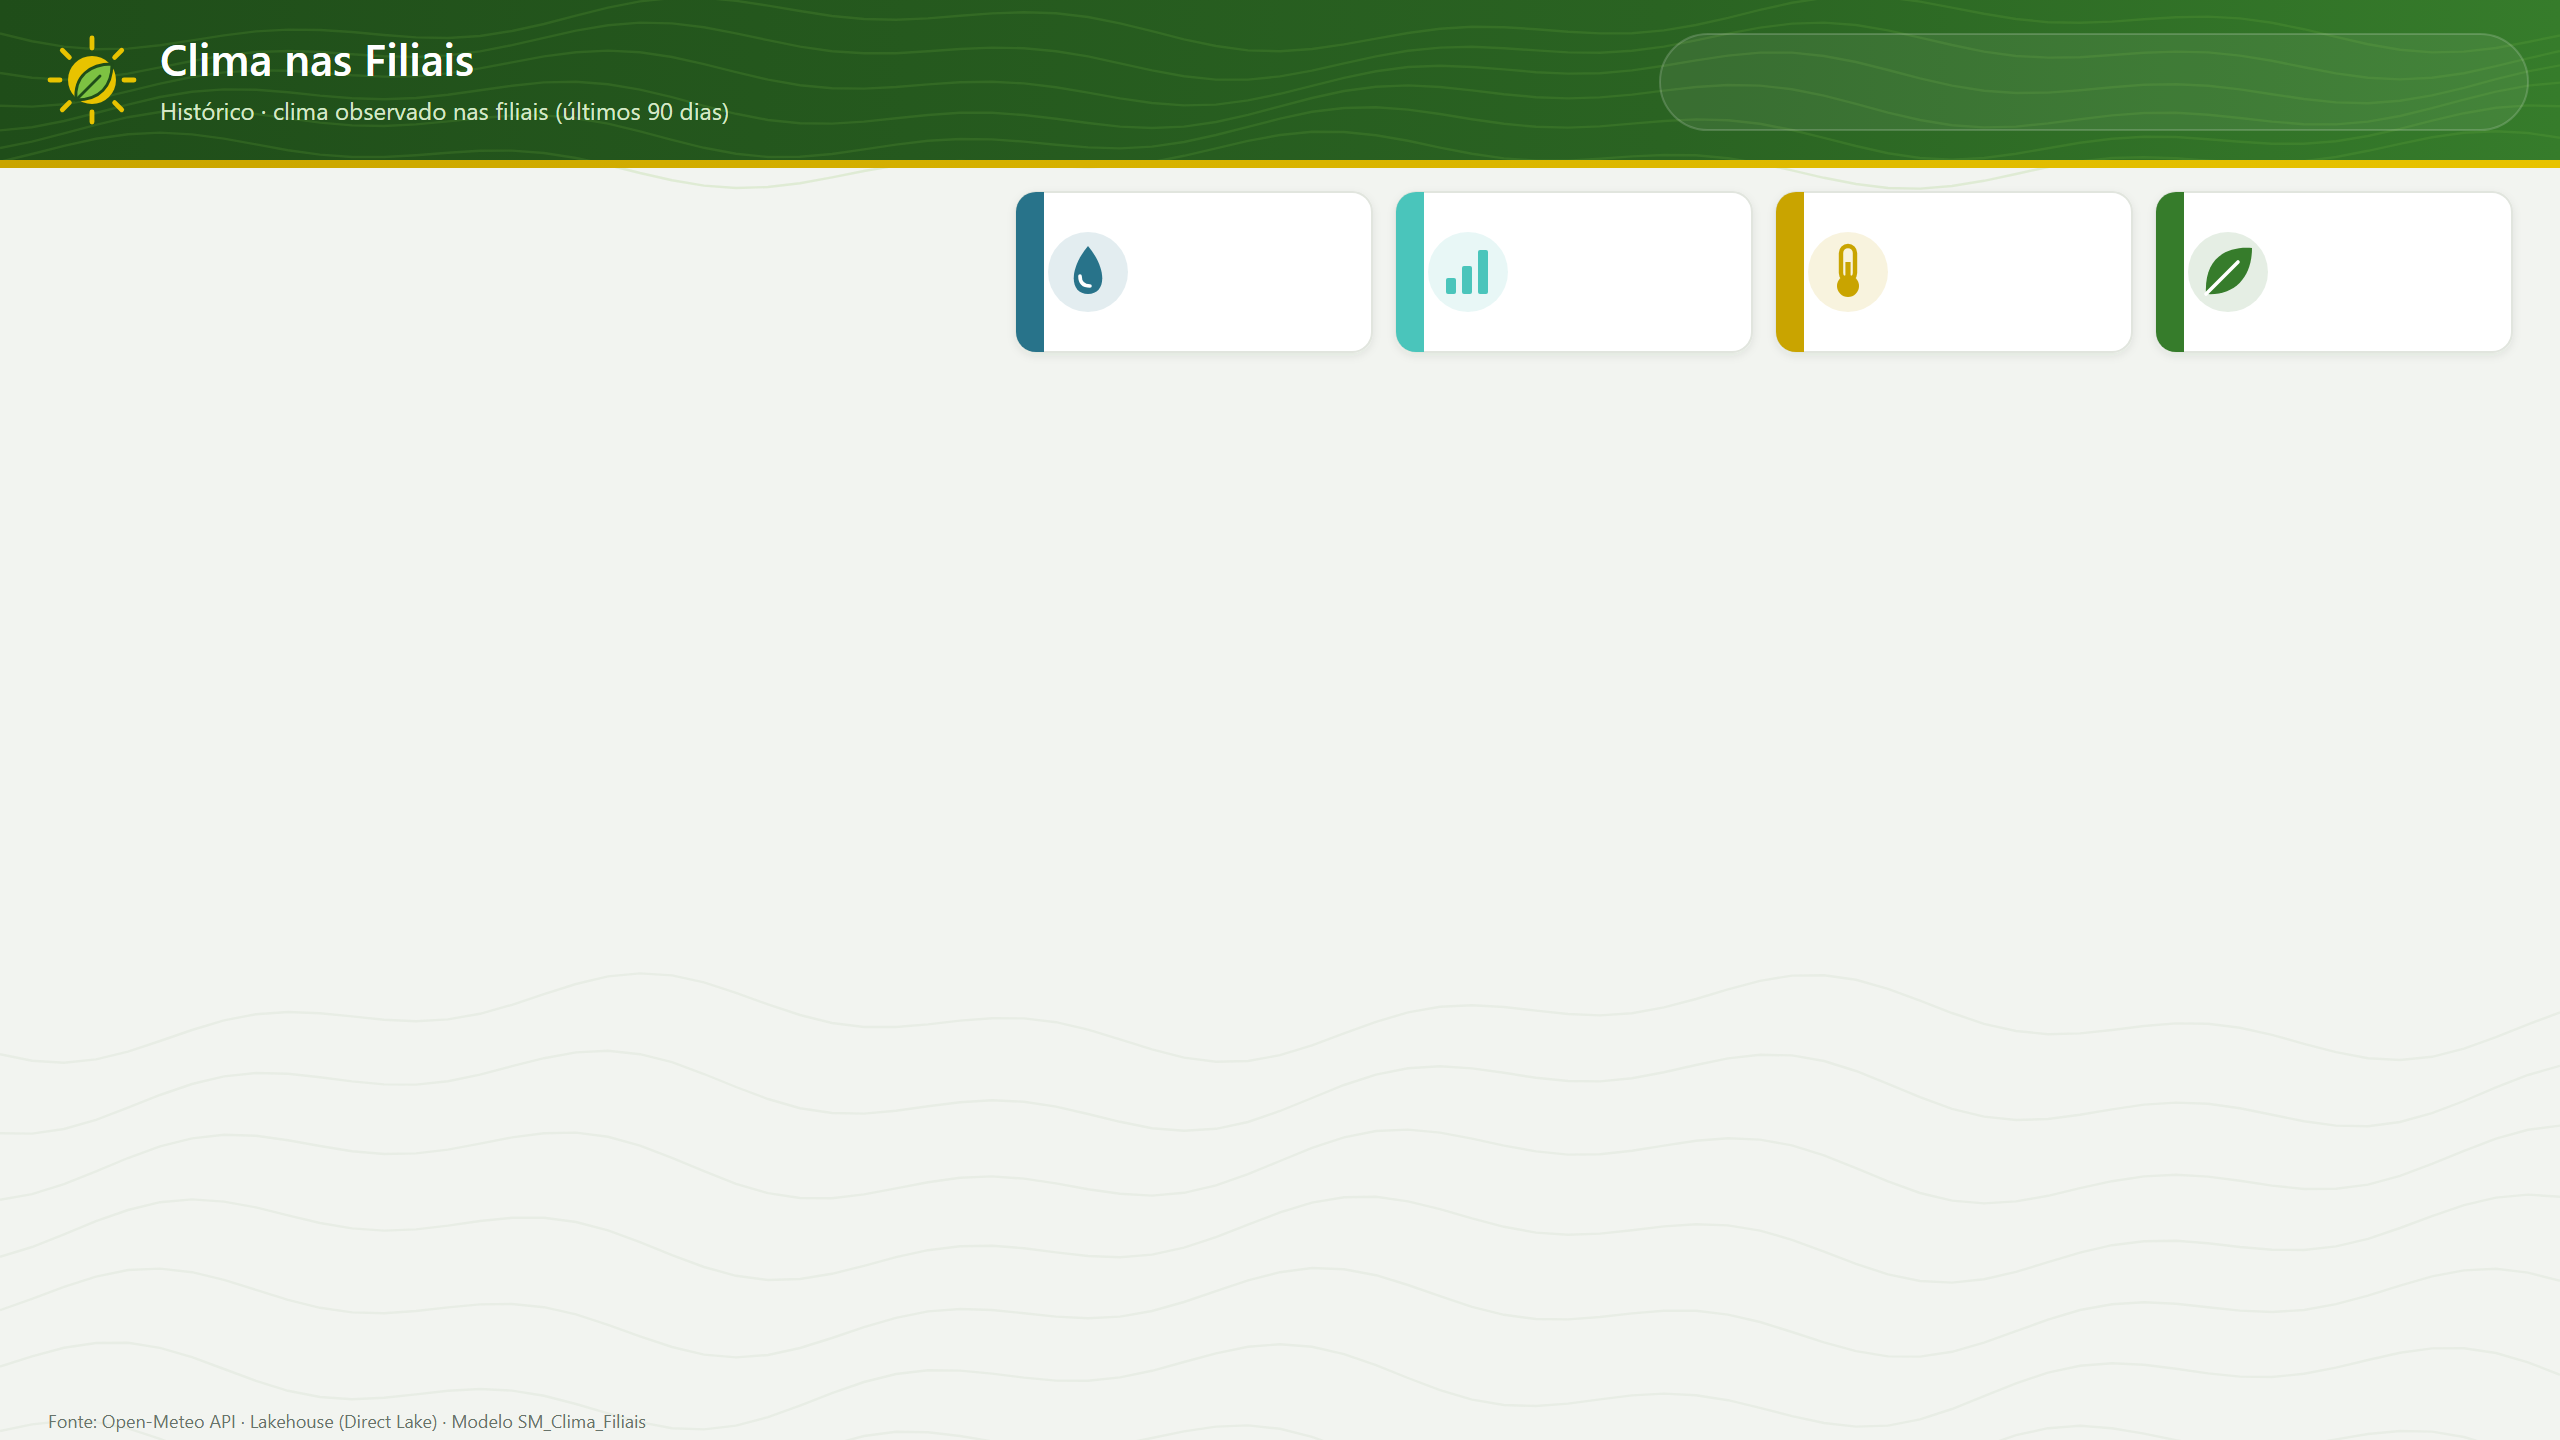 Clima nas Filiais
Histórico · clima observado nas filiais (últimos 90 dias)
Fonte: Open-Meteo API · Lakehouse (Direct Lake) · Modelo SM_Clima_Filiais